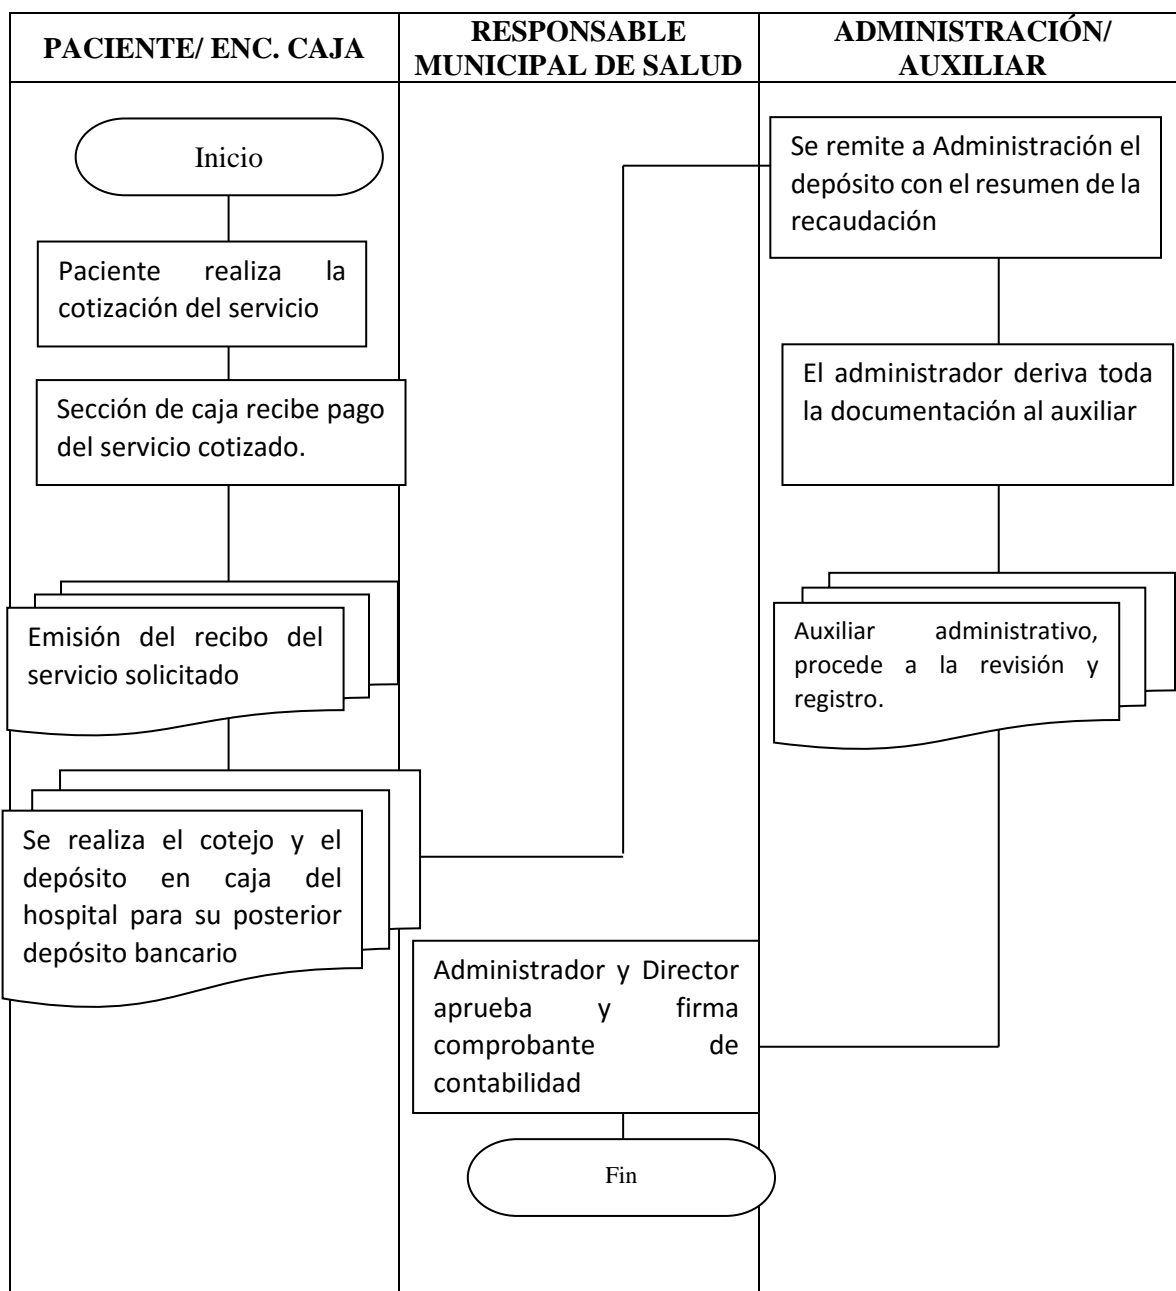 PACIENTE/ ENC. CAJA
RESPONSABLE
MUNICIPAL DE SALUD
ADMINISTRACIÓN/
AUXILIAR
Inicio
Paciente realiza la
cotización del servicio
Sección de caja recibe pago
del servicio cotizado.
Emisión del recibo del
servicio solicitado
Se realiza el cotejo y el
depósito en caja del
hospital para su posterior
depósito bancario
Se remite a Administración el
depósito con el resumen de la
recaudación
El administrador deriva toda
la documentación al auxiliar
Auxiliar administrativo,
procede a la revisión y
registro.
Administrador y Director
aprueba y firma
comprobante de
contabilidad
Fin